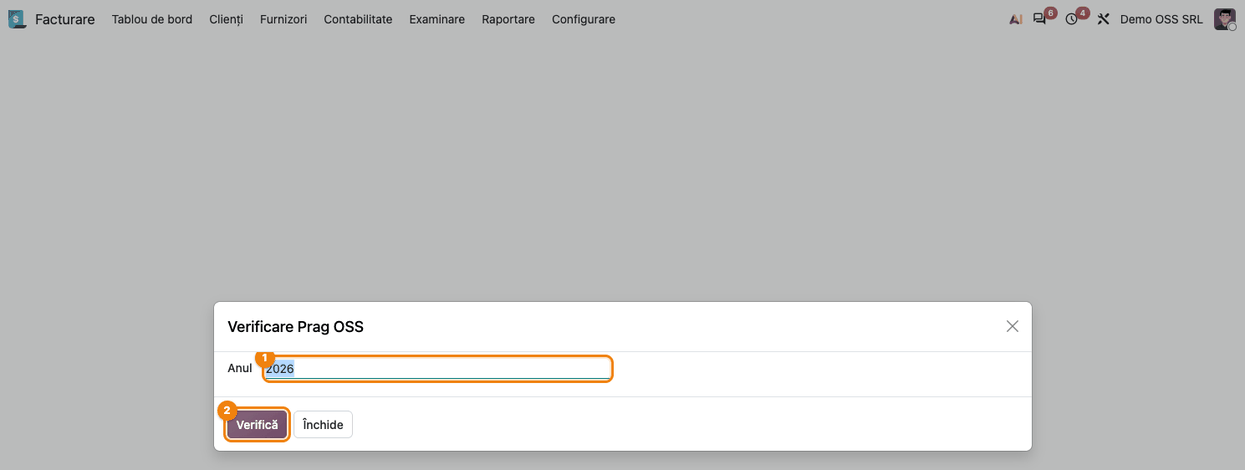 Facturare Tablou de bord Clienți Furnizori Contabilitate Examinare Raportare Configurare AI 6 4 Demo OSS SRL
Verificare Prag OSS
1
Anul 2026
2
Verifică Închide